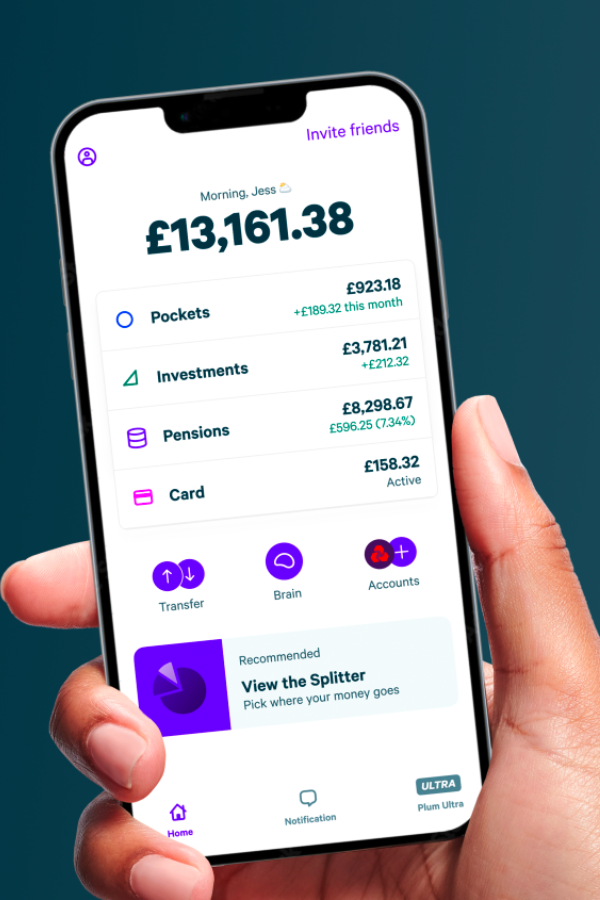 Invite friends
Morning, Jess
£13,161.38
Pockets
£923.18
+£189.32 this month
Investments
£3,781.21
+£212.32
Pensions
£8,298.67
£596.25 (7.34%)
Card
£158.32
Active
Transfer
Brain
Accounts
Recommended
View the Splitter
Pick where your money goes
Home
Notification
ULTRA
Plum Ultra